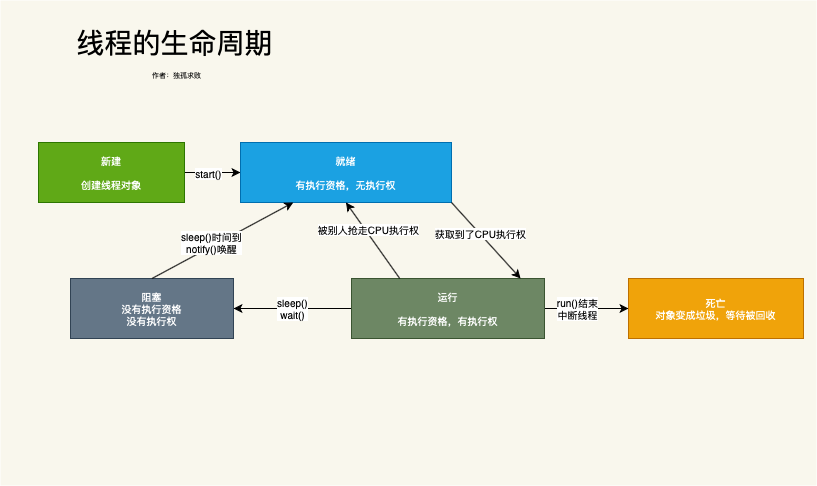 线程的生命周期
作者：独孤求败
新建
创建线程对象
start()
就绪
有执行资格，无执行权
sleep()时间到
notify()唤醒
被别人抢走CPU执行权
获取到了CPU执行权
阻塞
没有执行资格
没有执行权
sleep()
wait()
运行
有执行资格，有执行权
run()结束
中断线程
死亡
对象变成垃圾，等待被回收